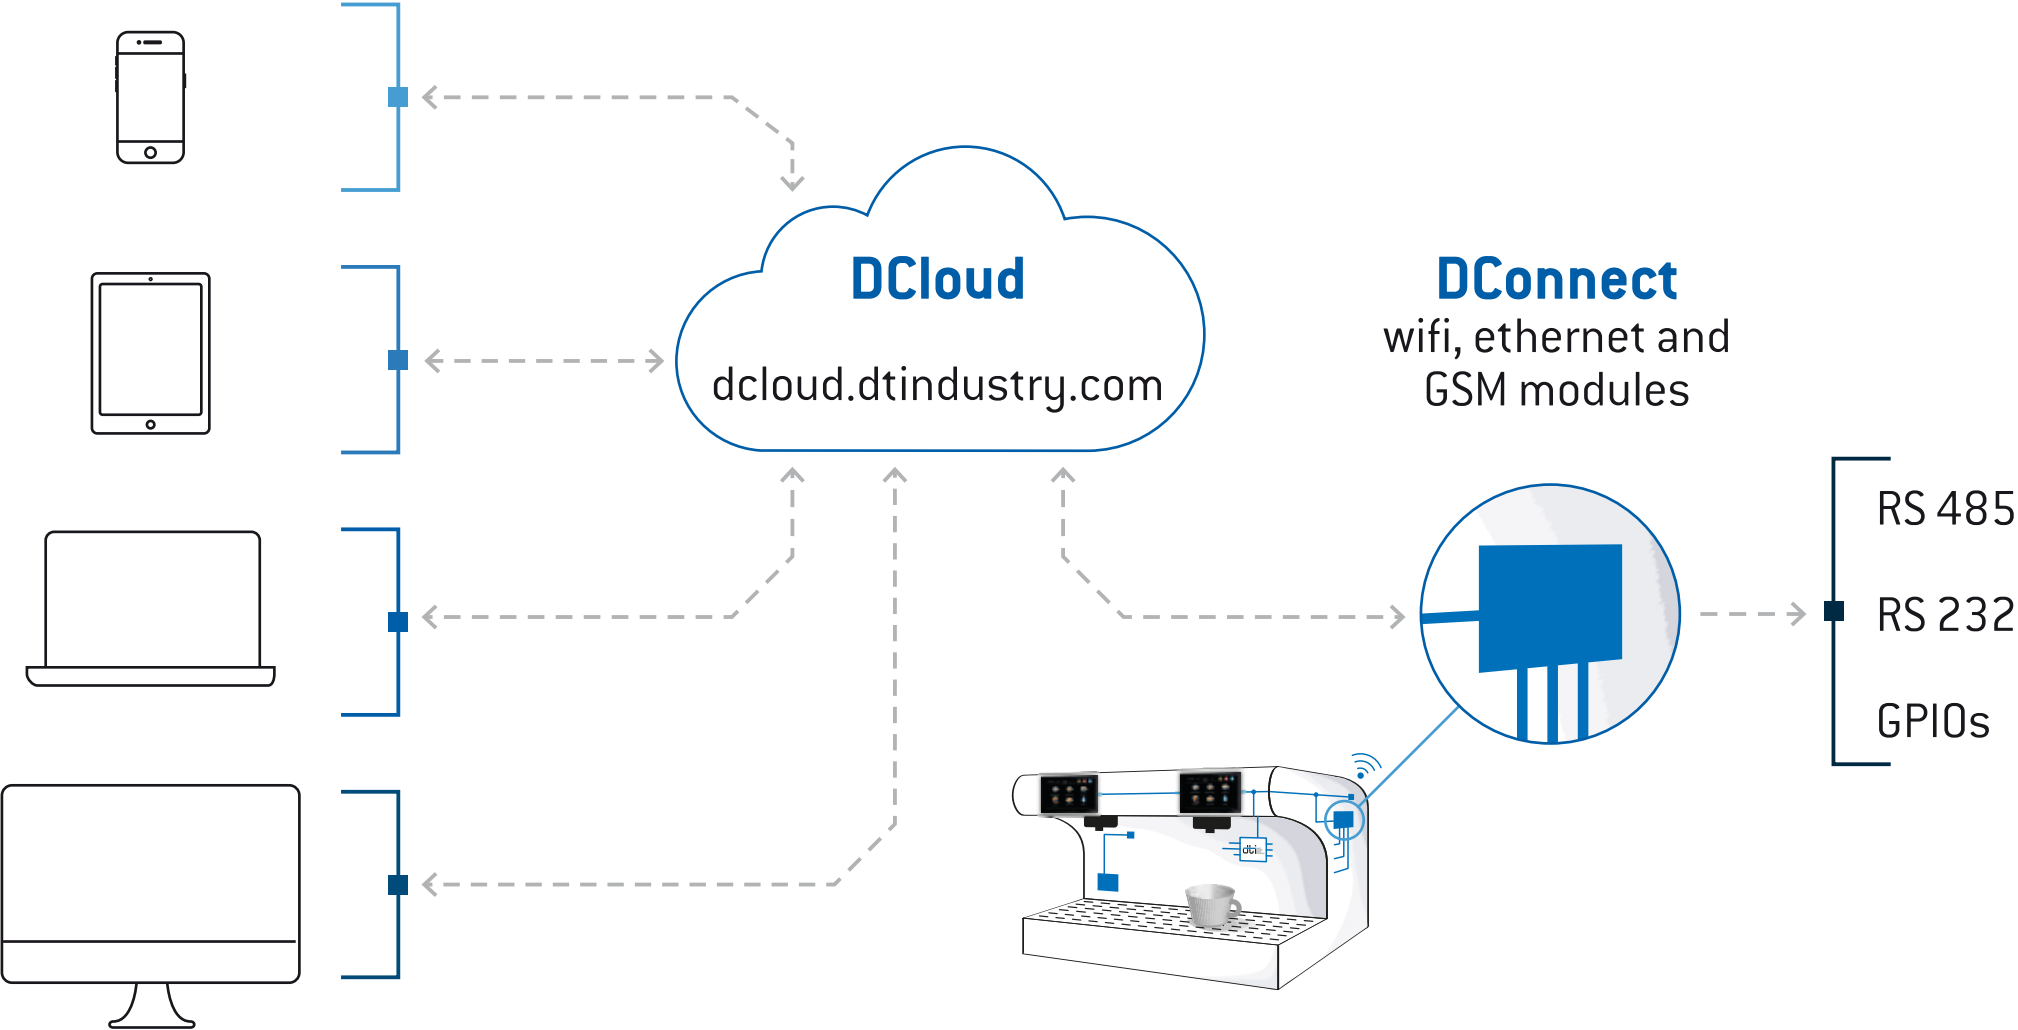 DCloud
dcloud.dtindustry.com
DConnect
wifi, ethernet and
GSM modules
RS 485
RS 232
GPIOs